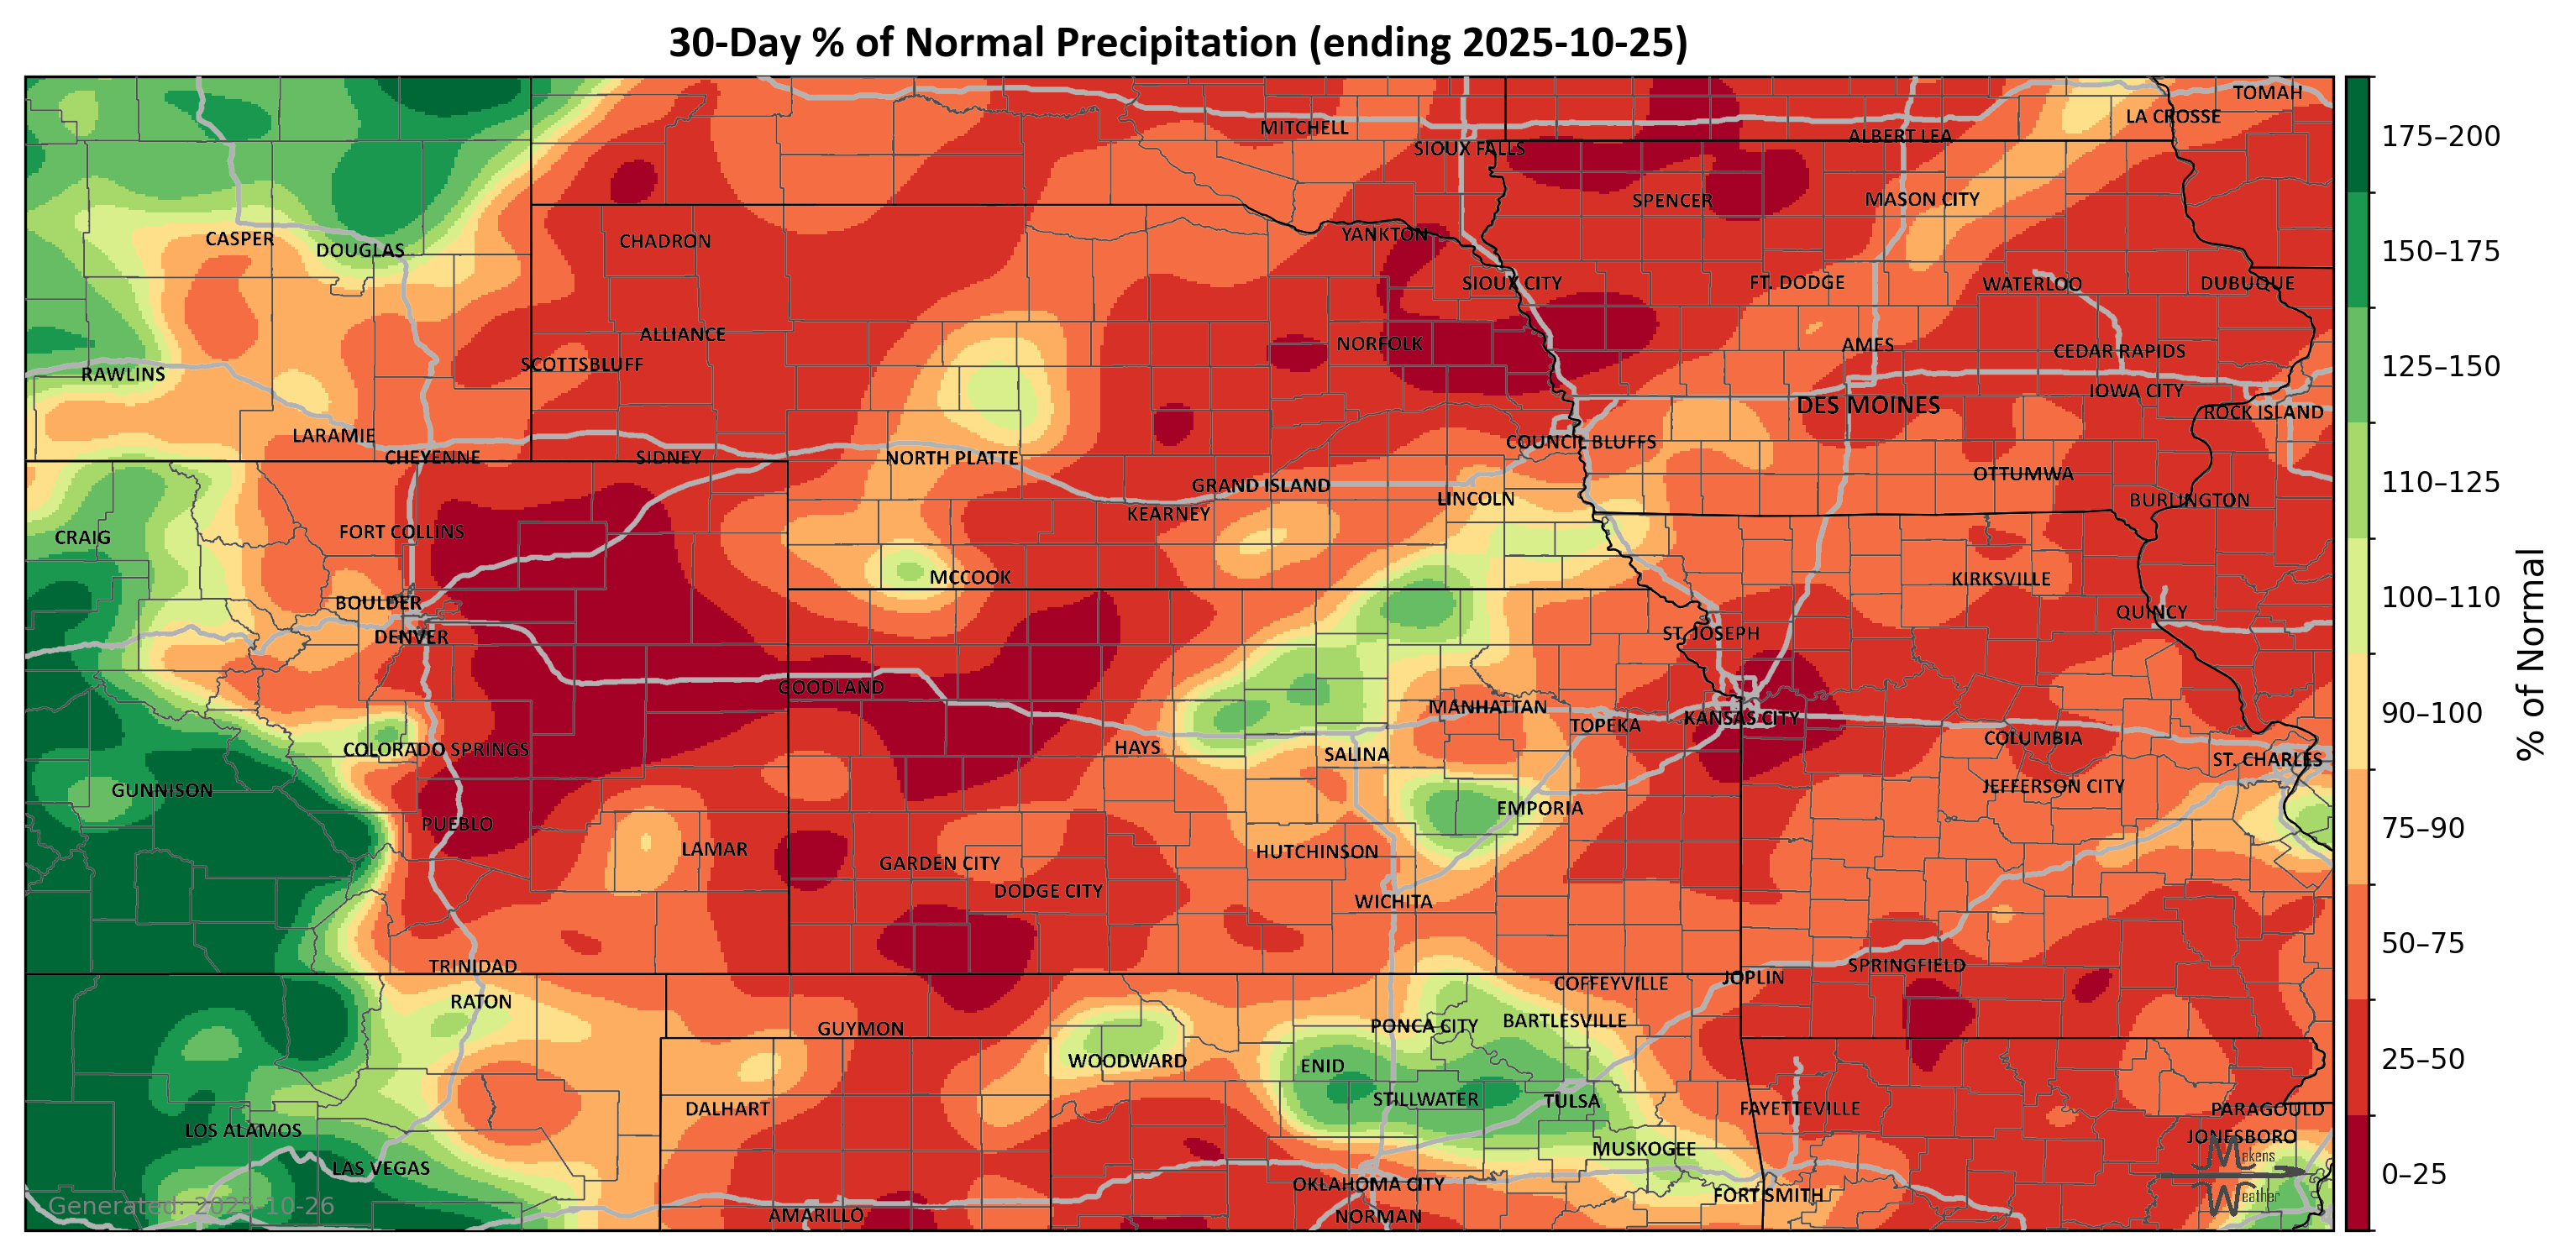 30-Day % of Normal Precipitation (ending 2025-10-25)
TOMAH
LA CROSSE
MITCHELL
ALBERT LEA
SIOUX FALLS
SPENCER
MASON CITY
YANKTON
CASPER
CHADRON
DOUGLAS
SIOUX CITY
FT. DODGE
WATERLOO
DUBUQUE
ALLIANCE
NORFOLK
AMES
CEDAR RAPIDS
SCOTTSBLUFF
RAWLINS
IOWA CITY
DES MOINES
ROCK ISLAND
LARAMIE
COUNCIL BLUFFS
CHEYENNE
SIDNEY
NORTH PLATTE
OTTUMWA
GRAND ISLAND
LINCOLN
BURLINGTON
KEARNEY
FORT COLLINS
CRAIG
MCCOOK
KIRKSVILLE
BOULDER
QUINCY
DENVER
ST. JOSEPH
GOODLAND
MANHATTAN
TOPEKA
KANSAS CITY
COLUMBIA
COLORADO SPRINGS
HAYS
SALINA
ST. CHARLES
GUNNISON
JEFFERSON CITY
EMPORIA
PUEBLO
LAMAR
HUTCHINSON
GARDEN CITY
DODGE CITY
WICHITA
TRINIDAD
SPRINGFIELD
JOPLIN
COFFEYVILLE
RATON
GUYMON
PONCA CITY
BARTLESVILLE
WOODWARD
ENID
STILLWATER
TULSA
DALHART
FAYETTEVILLE
PARAGOULD
LOS ALAMOS
JONESBORO
MUSKOGEE
LAS VEGAS
OKLAHOMA CITY
FORT SMITH
AMARILLO
NORMAN
Generated: 2025-10-26
Mekens
Weather
175–200
150–175
125–150
110–125
100–110
90–100
75–90
50–75
25–50
0–25
% of Normal